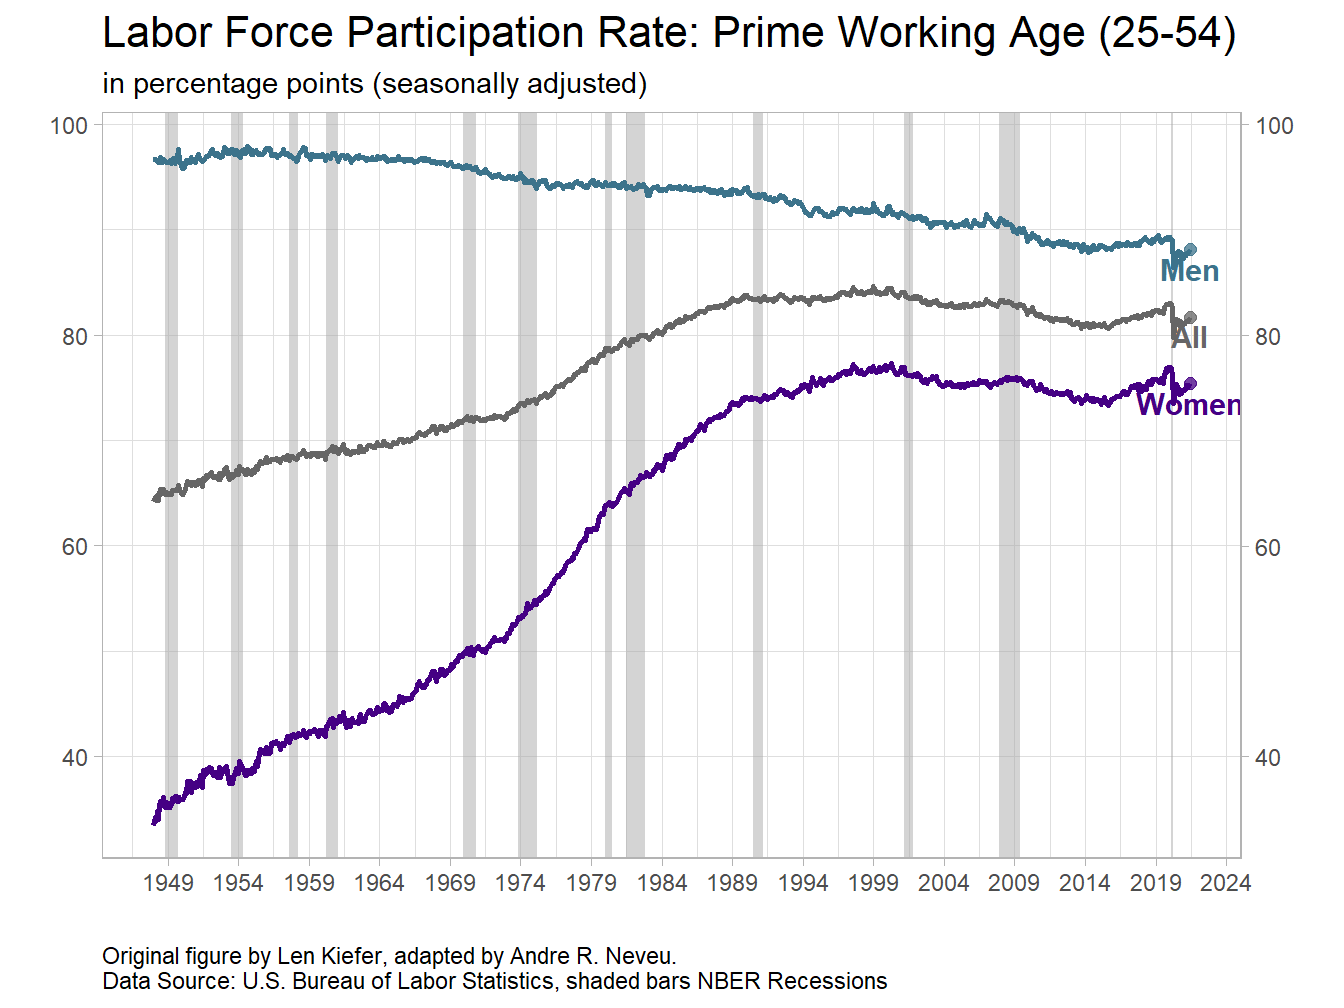 Labor Force Participation Rate: Prime Working Age (25-54)
in percentage points (seasonally adjusted)
100 100
Men
80 All 80
Women
60 60
40 40
1949 1954 1959 1964 1969 1974 1979 1984 1989 1994 1999 2004 2009 2014 2019 2024
Original figure by Len Kiefer, adapted by Andre R. Neveu.
Data Source: U.S. Bureau of Labor Statistics, shaded bars NBER Recessions